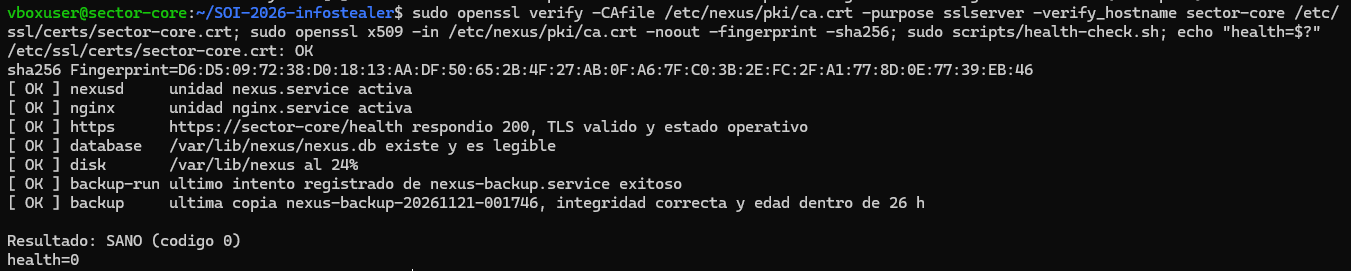 vboxuser@sector-core:~/SOI-2026-infostealer$ sudo openssl verify -CAfile /etc/nexus/pki/ca.crt -purpose sslserver -verify_hostname sector-core /etc/
ssl/certs/sector-core.crt; sudo openssl x509 -in /etc/nexus/pki/ca.crt -noout -fingerprint -sha256; sudo scripts/health-check.sh; echo "health=$?"
/etc/ssl/certs/sector-core.crt: OK
sha256 Fingerprint=D6:D5:09:72:38:D0:18:13:AA:DF:50:65:2B:4F:27:AB:0F:A6:7F:C0:3B:2E:FC:2F:A1:77:8D:0E:77:39:EB:46
[ OK ] nexusd     unidad nexus.service activa
[ OK ] nginx      unidad nginx.service activa
[ OK ] https      https://sector-core/health respondio 200, TLS valido y estado operativo
[ OK ] database   /var/lib/nexus/nexus.db existe y es legible
[ OK ] disk       /var/lib/nexus al 24%
[ OK ] backup-run ultimo intento registrado de nexus-backup.service exitoso
[ OK ] backup     ultima copia nexus-backup-20261121-001746, integridad correcta y edad dentro de 26 h
Resultado: SANO (codigo 0)
health=0